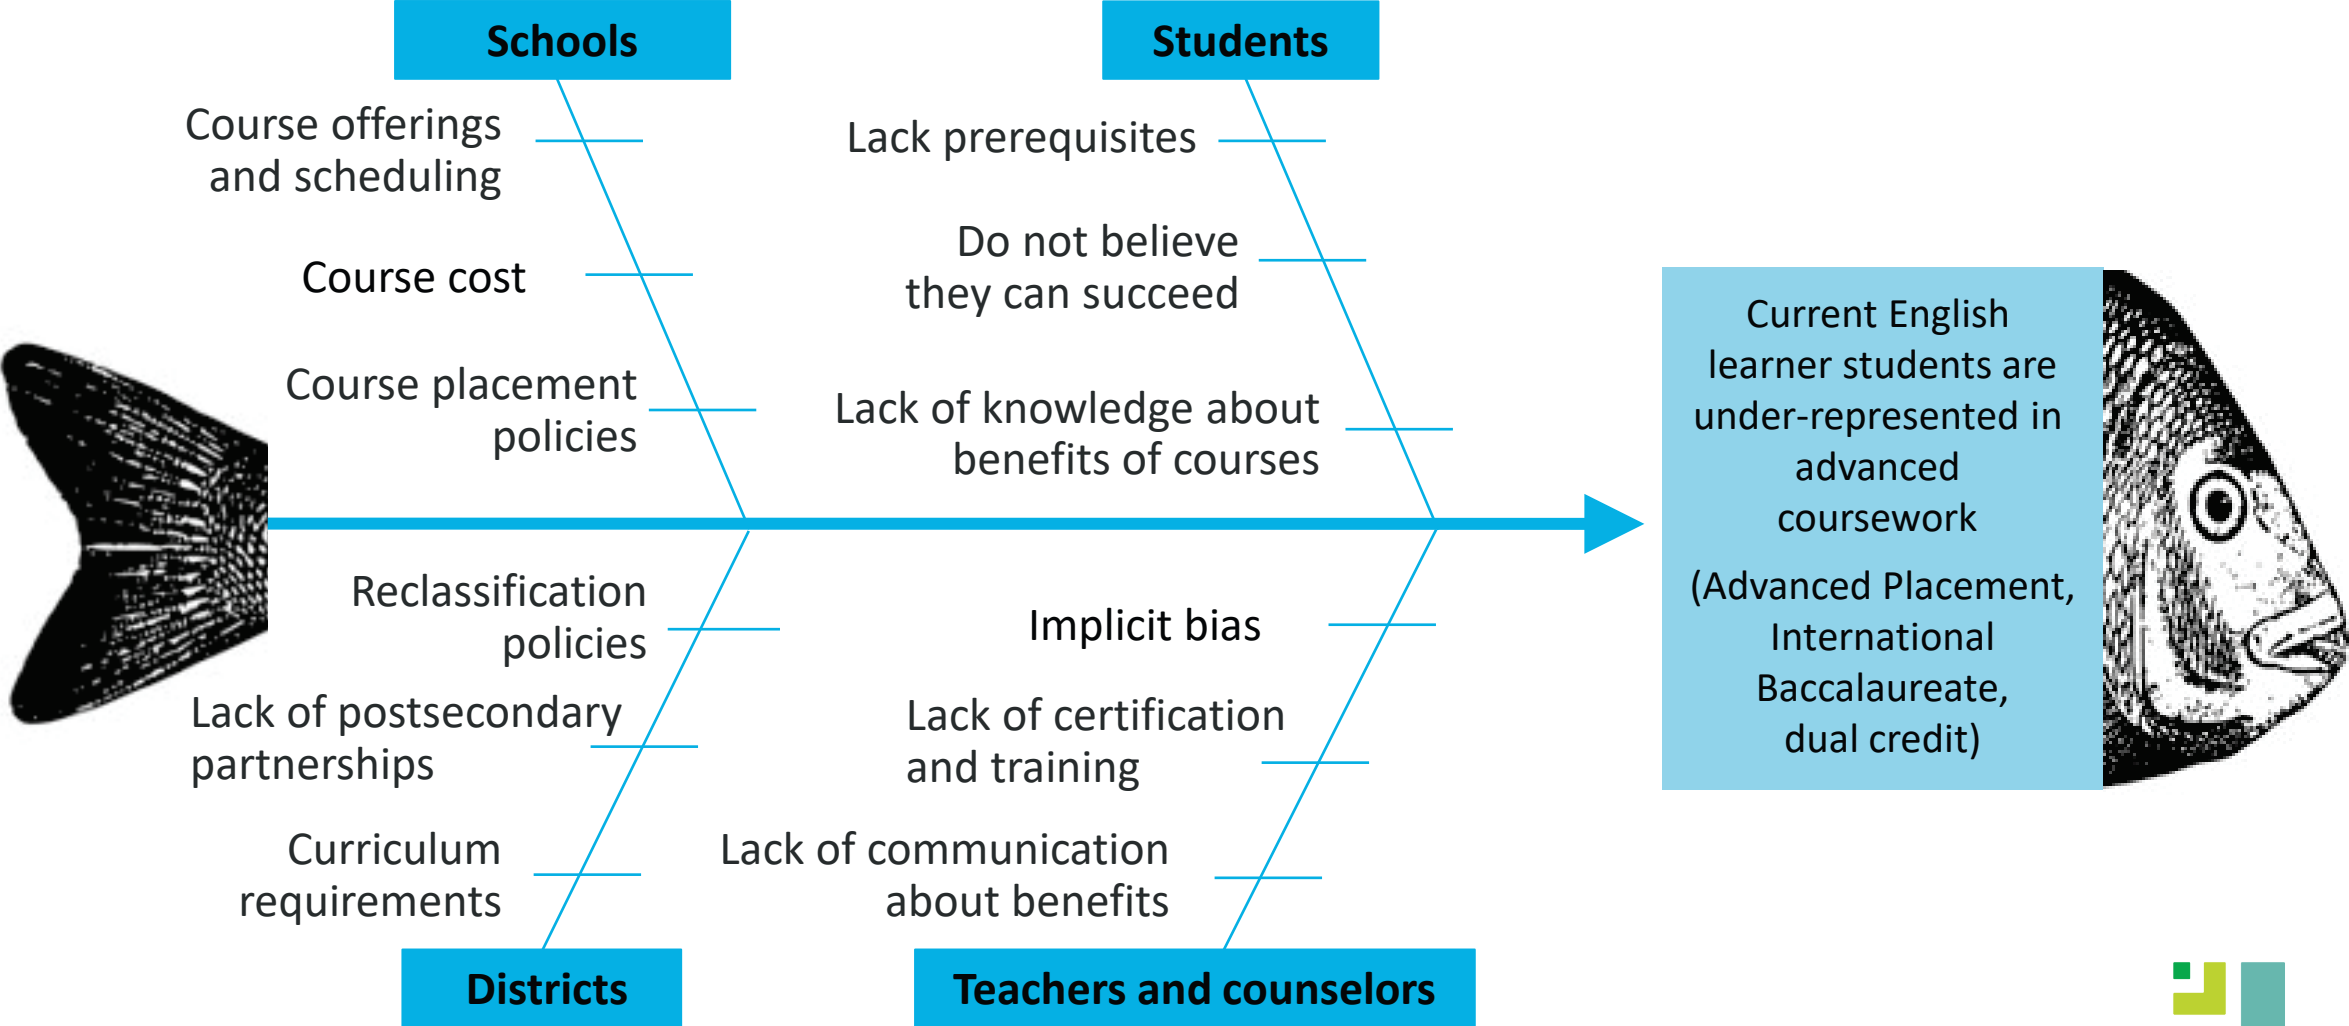 Schools
Course offerings
and scheduling
Course cost
Course placement
policies
Students
Lack prerequisites
Do not believe
they can succeed
Lack of knowledge about
benefits of courses
Reclassification
policies
Lack of postsecondary
partnerships
Curriculum
requirements
Districts
Implicit bias
Lack of certification
and training
Lack of communication
about benefits
Teachers and counselors
Current English
learner students are
under-represented in
advanced
coursework
(Advanced Placement,
International
Baccalaureate,
dual credit)